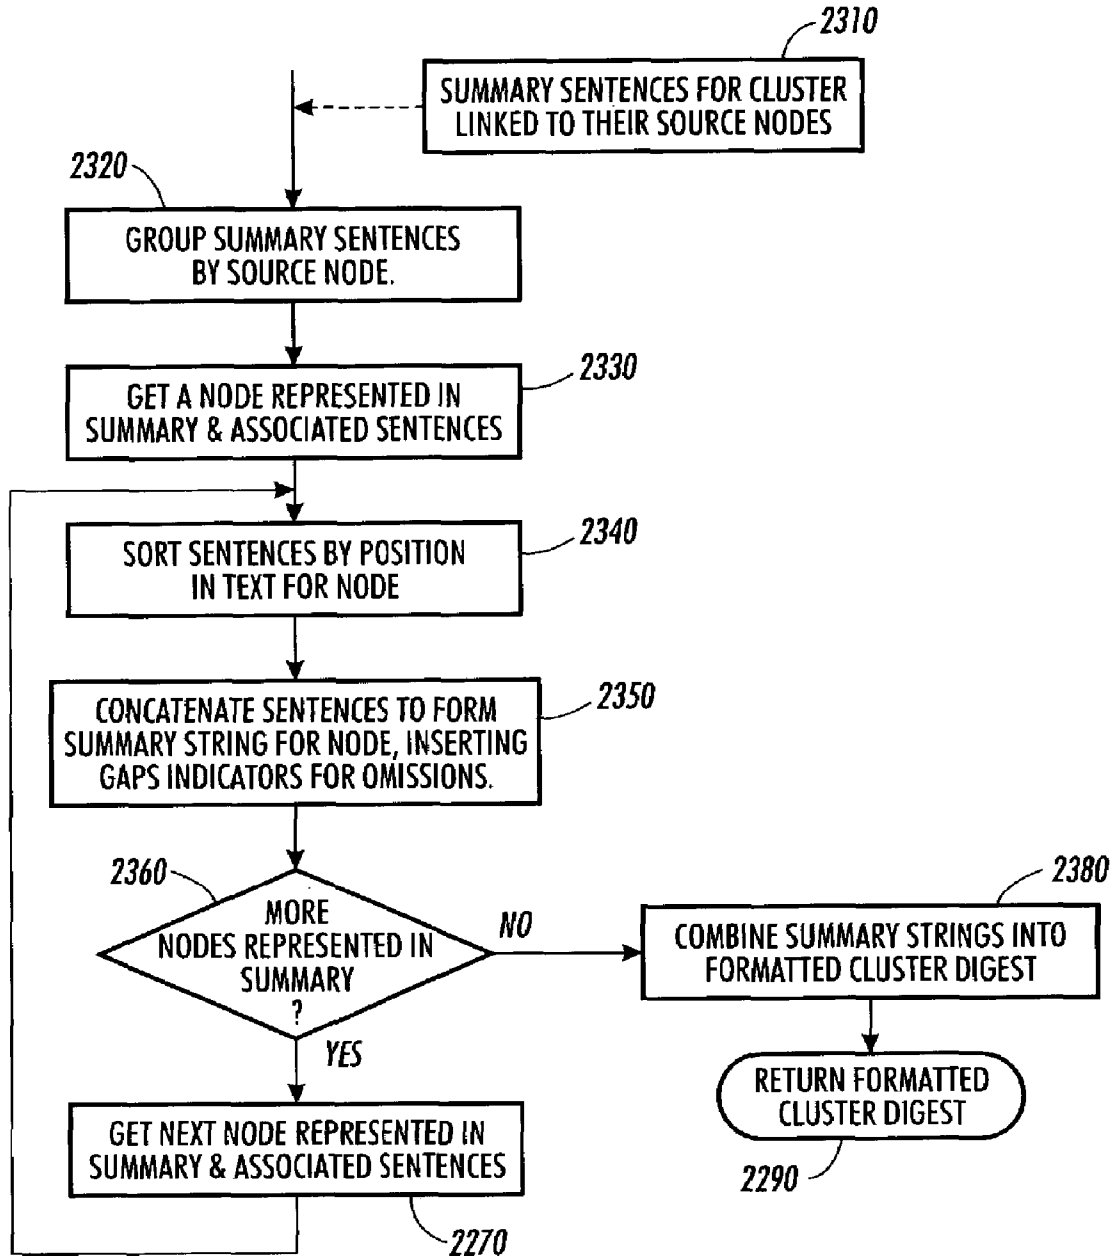 2310
SUMMARY SENTENCES FOR CLUSTER
LINKED TO THEIR SOURCE NODES
2320
GROUP SUMMARY SENTENCES
BY SOURCE NODE.
2330
GET A NODE REPRESENTED IN
SUMMARY & ASSOCIATED SENTENCES
2340
SORT SENTENCES BY POSITION
IN TEXT FOR NODE
2350
CONCATENATE SENTENCES TO FORM
SUMMARY STRING FOR NODE, INSERTING
GAPS INDICATORS FOR OMISSIONS.
2360
MORE
NODES REPRESENTED IN
SUMMARY
?
NO
YES
2380
COMBINE SUMMARY STRINGS INTO
FORMATTED CLUSTER DIGEST
RETURN FORMATTED
CLUSTER DIGEST
2290
GET NEXT NODE REPRESENTED IN
SUMMARY & ASSOCIATED SENTENCES
2270